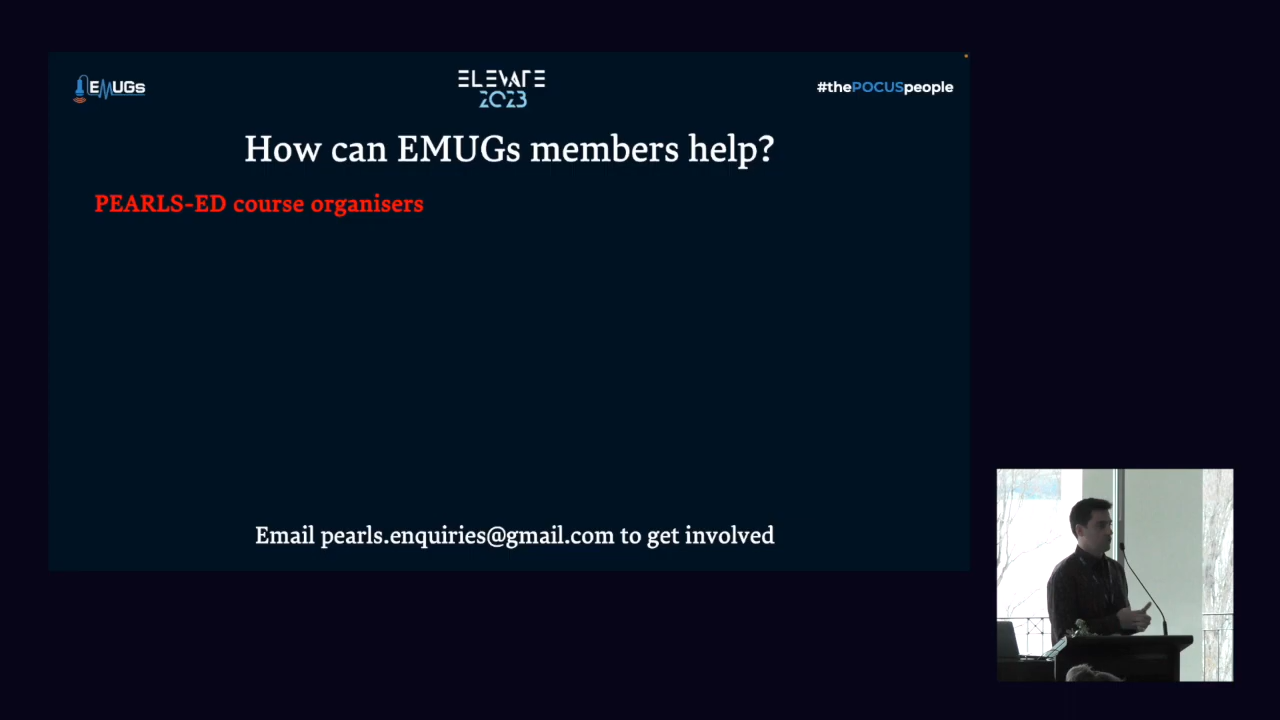 EMUGs
ELEVATE
2023
#thePOCUSpeople
How can EMUGs members help?
PEARLS-ED course organisers
Email pearls.enquiries@gmail.com to get involved